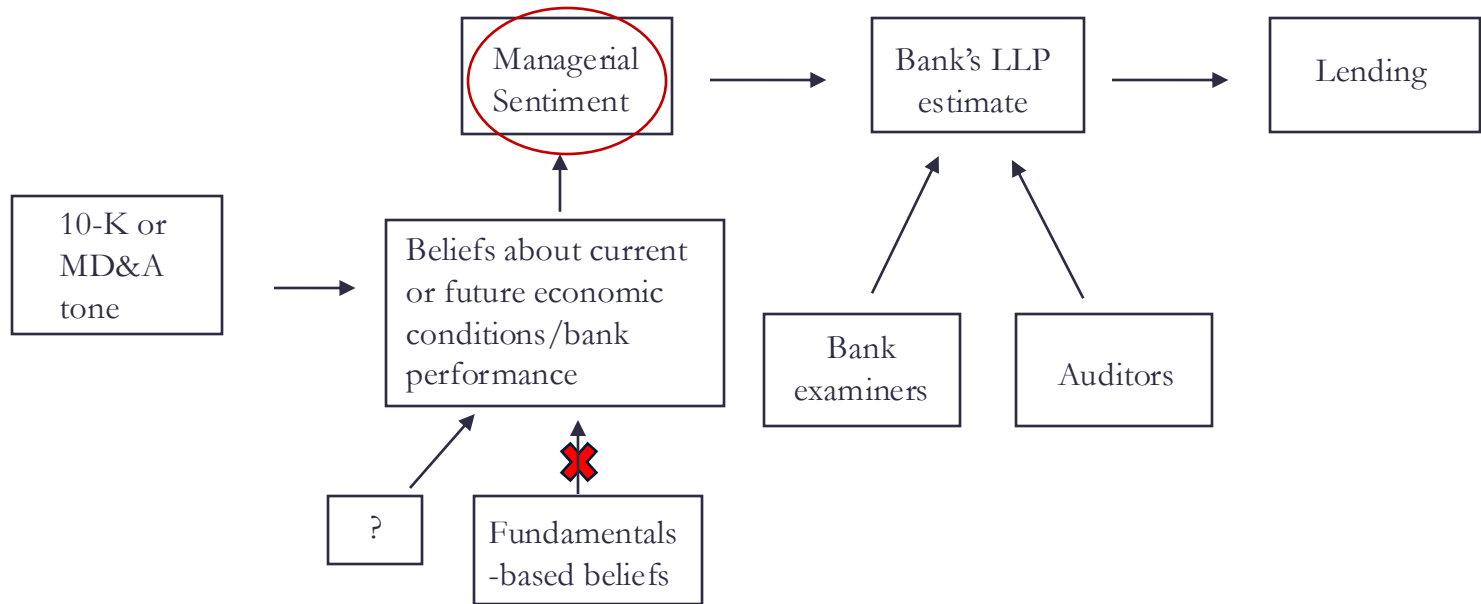 Managerial
Sentiment
Bank’s LLP
estimate
Lending
10-K or
MD&A
tone
Beliefs about current
or future economic
conditions/bank
performance
Bank
examiners
Auditors
?
Fundamentals
-based beliefs